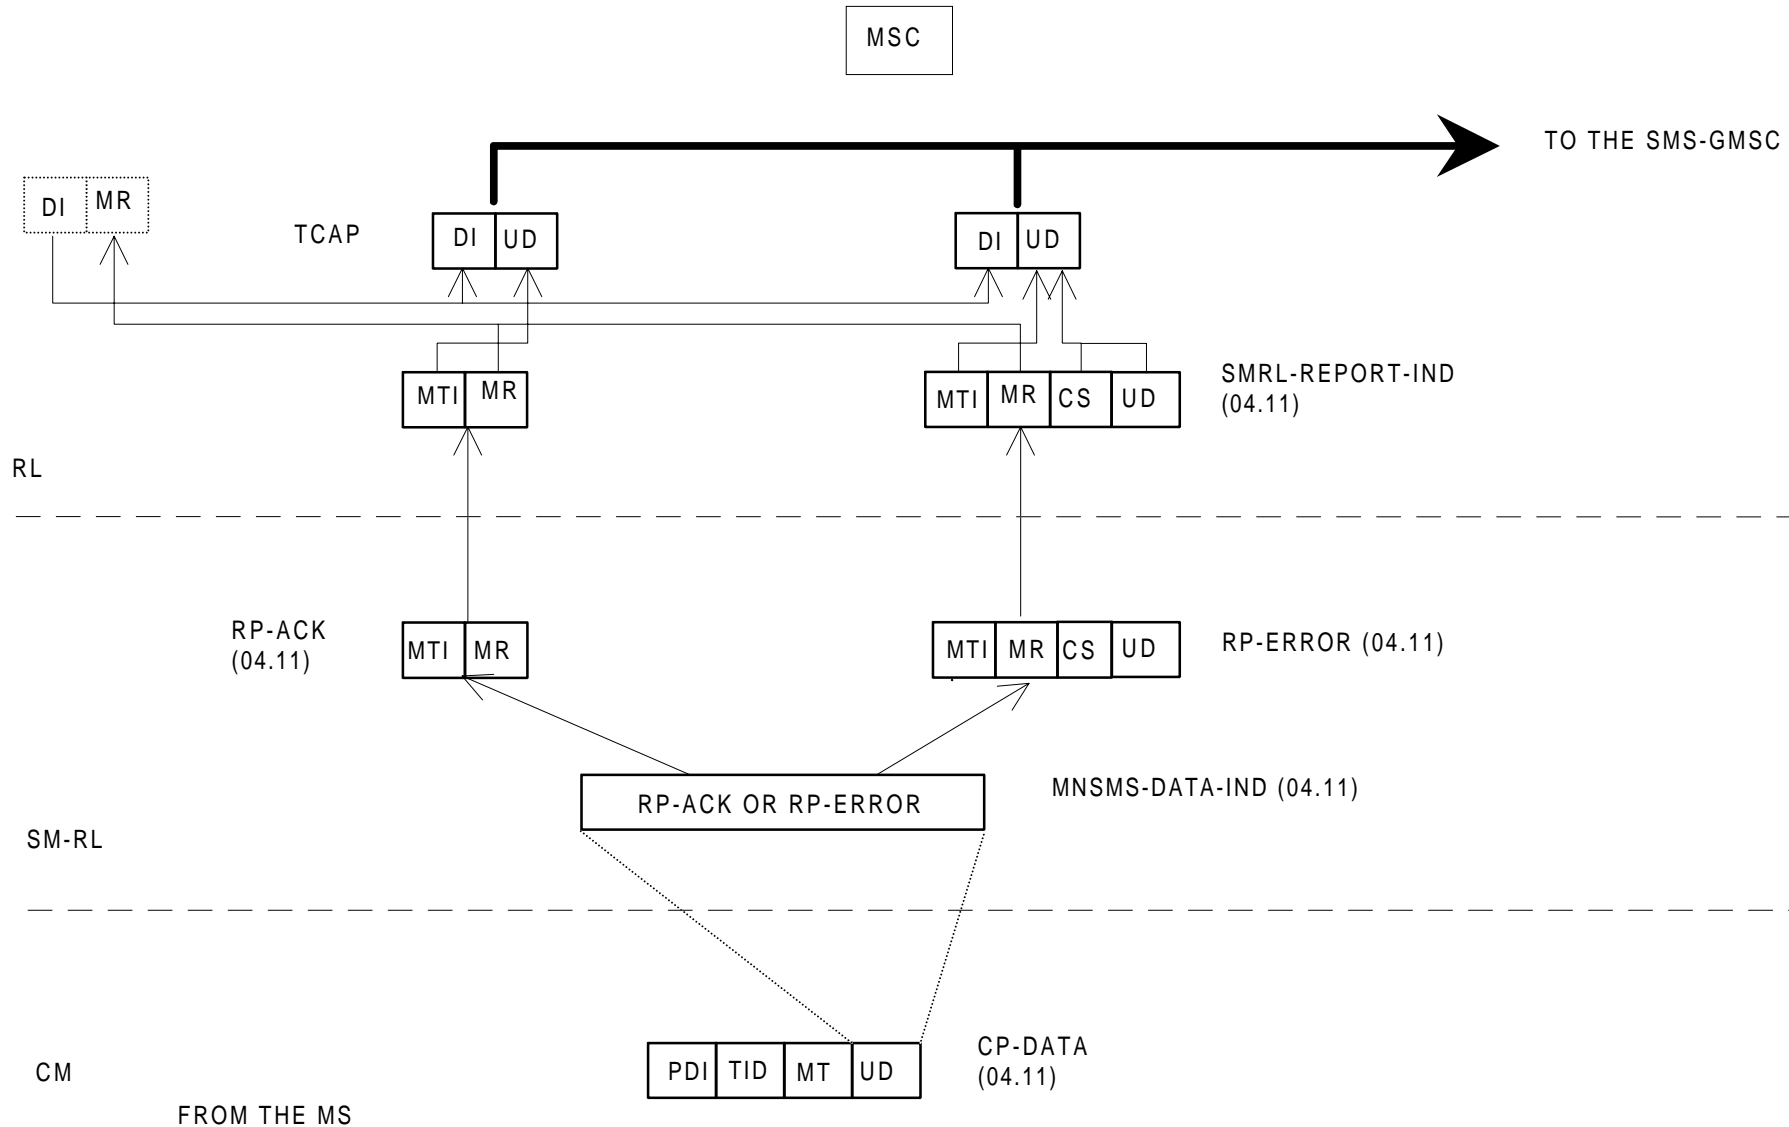 MSC
TO THE SMS-GMSC
DI MR
TCAP
DI UD
DI UD
MTI MR
MTI MR CS UD
SMRL-REPORT-IND
(04.11)
RL
RP-ACK
(04.11)
MTI MR
MTI MR CS UD
RP-ERROR (04.11)
RP-ACK OR RP-ERROR
MNSMS-DATA-IND (04.11)
SM-RL
CM
PDI TID MT UD
CP-DATA
(04.11)
FROM THE MS